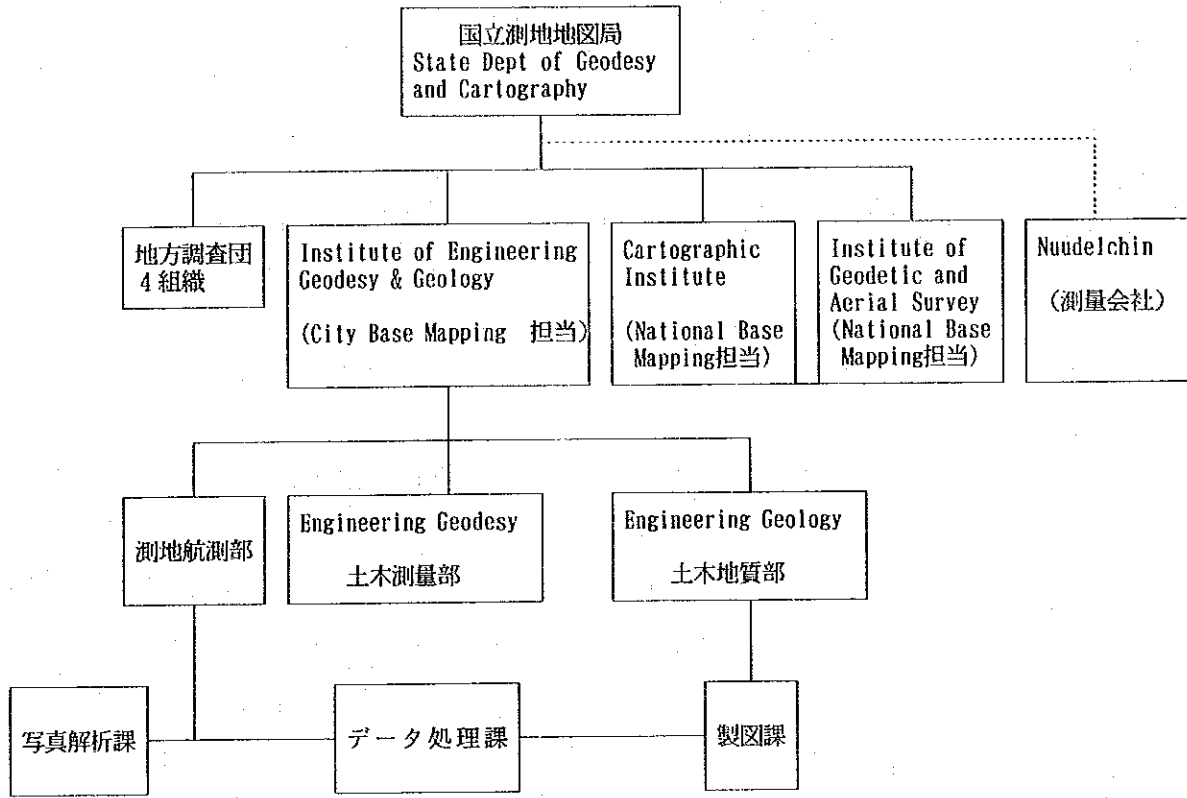 国立測地地図局
State Dept of Geodesy
and Cartography
地方調査団
4組織
Institute of Engineering
Geodesy & Geology
(City Base Mapping 担当)
Cartographic
Institute
(National Base
Mapping担当)
Institute of
Geodetic and
Aerial Survey
(National Base
Mapping担当)
Nuudelchin
(測量会社)
測地航測部
Engineering Geodesy
土木測量部
Engineering Geology
土木地質部
写真解析課
データ処理課
製図課